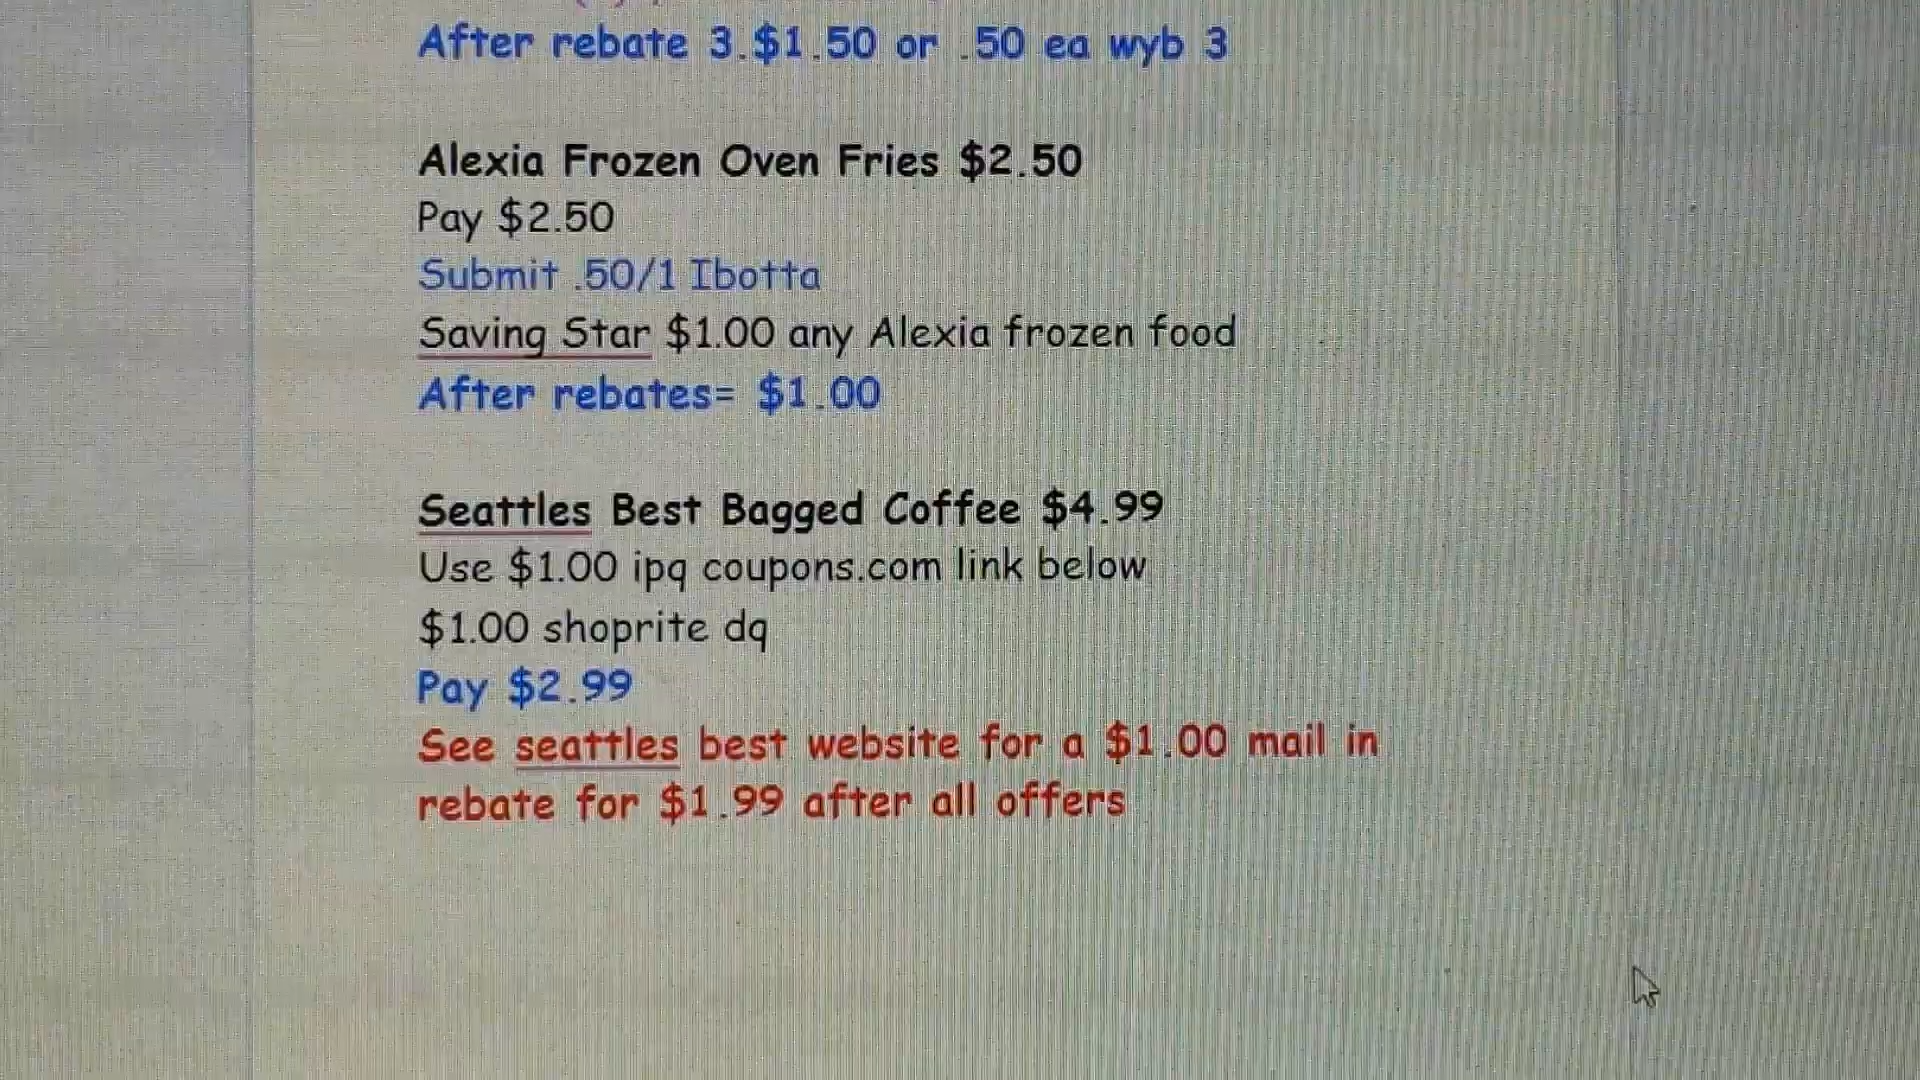 After rebate 3.$1.50 or .50 ea wyb 3
Alexia Frozen Oven Fries $2.50
Pay $2.50
Submit .50/1 Ibotta
Saving Star $1.00 any Alexia frozen food
After rebates= $1.00
Seattles Best Bagged Coffee $4.99
Use $1.00 ipq coupons.com link below
$1.00 shoprite dq
Pay $2.99
See seattles best website for a $1.00 mail in
rebate for $1.99 after all offers